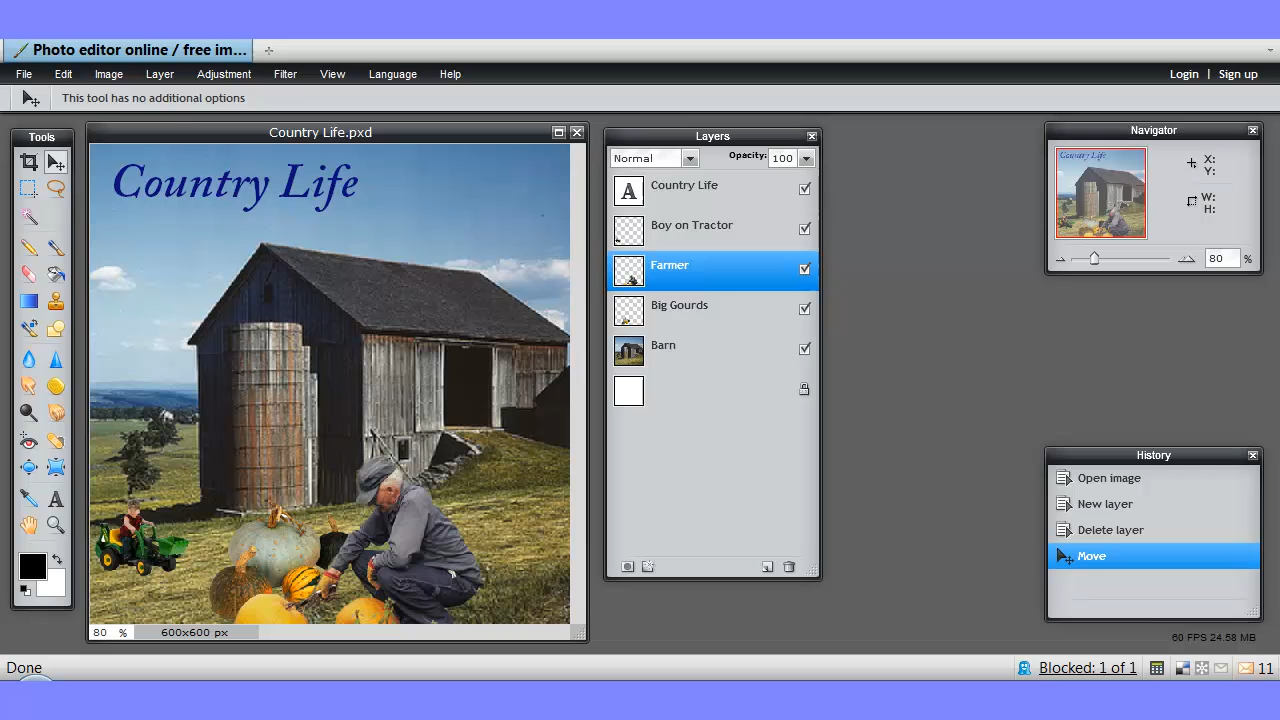 Photo editor online / free im...
File Edit Image Layer Adjustment Filter View Language Help Login | Sign up
This tool has no additional options
Tools
Country Life.pxd
Country Life
80 % 600x600 px
Layers
Normal Opacity: 100
A Country Life
Boy on Tractor
Farmer
Big Gourds
Barn
Navigator
Country Life
X:
Y:
W:
H:
80 %
History
Open image
New layer
Delete layer
Move
60 FPS 24.58 MB
Done Blocked: 1 of 1 11